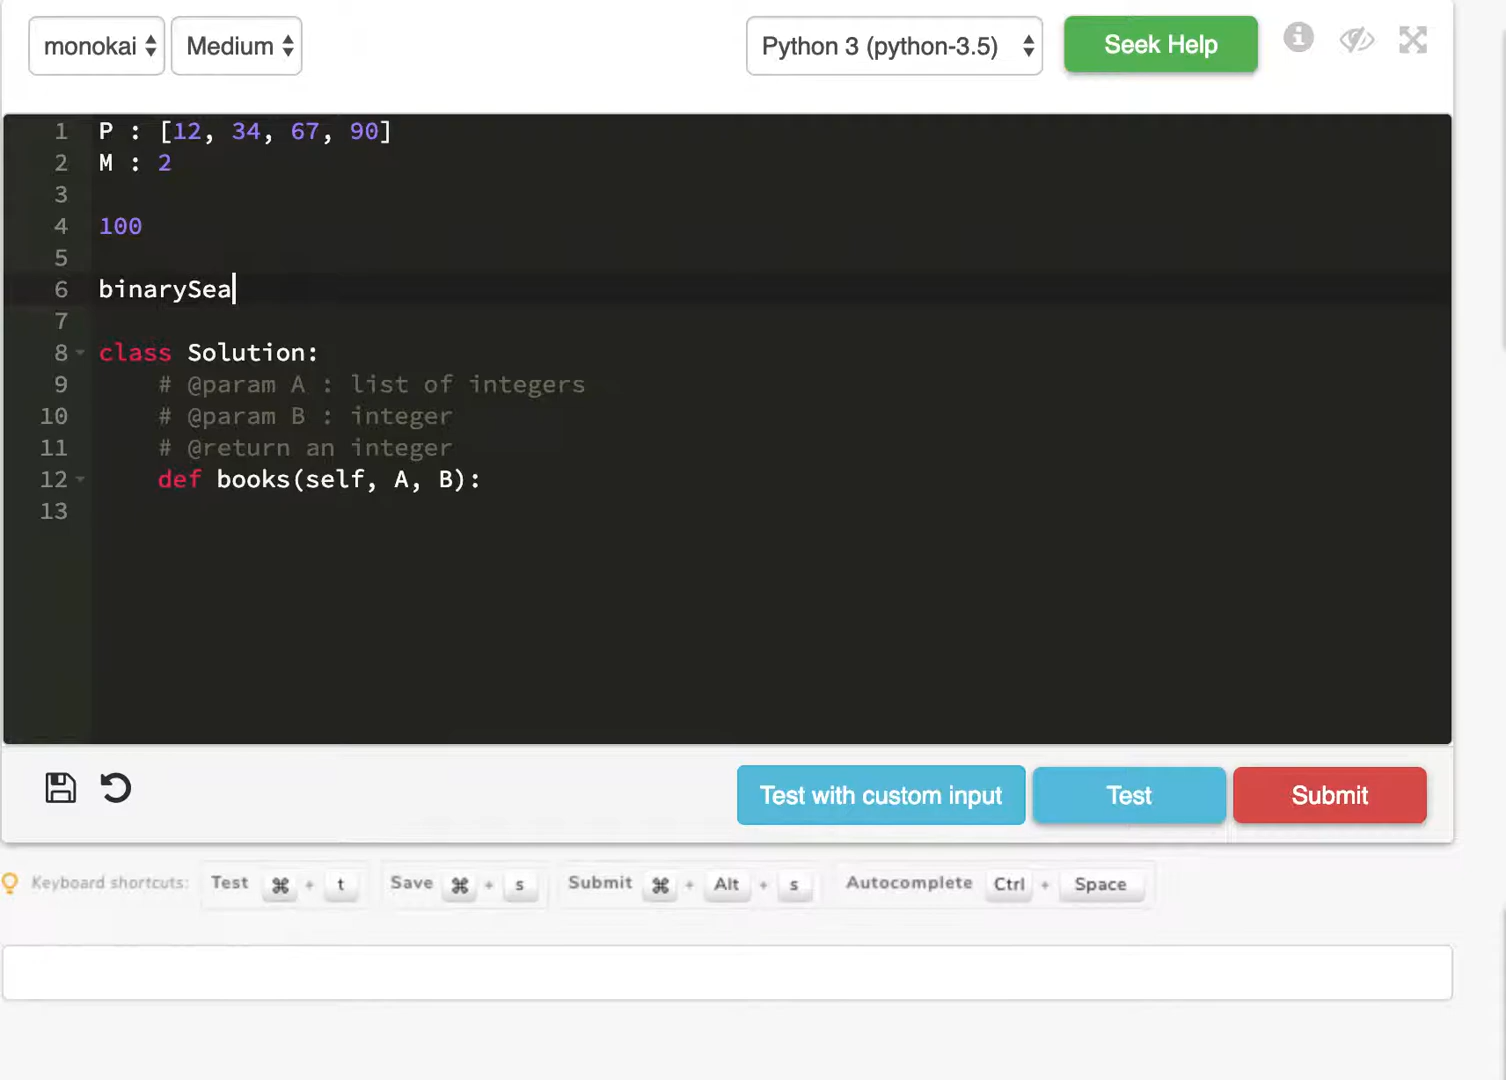 monokai Medium Python 3 (python-3.5) Seek Help
1 P : [12, 34, 67, 90]
2 M : 2
3
4 100
5
6 binarySea
7
8 class Solution:
9 # @param A : list of integers
10 # @param B : integer
11 # @return an integer
12 def books(self, A, B):
13
Test with custom input Test Submit
Keyboard shortcuts: Test ⌘ + t Save ⌘ + s Submit ⌘ + Alt + s Autocomplete Ctrl + Space